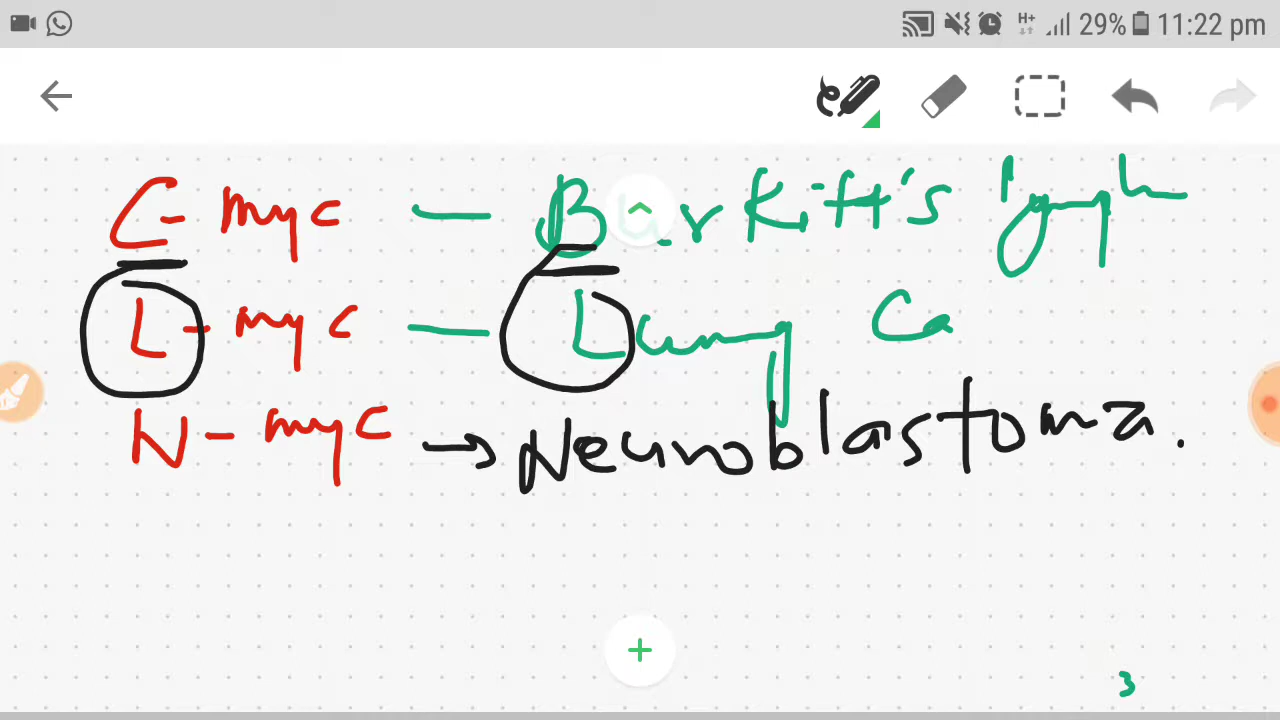 H+ 29% 11:22 pm
C- myc — Burkitt's lymph
L- myc — Lung Ca
N- myc → Neuroblastoma.
3